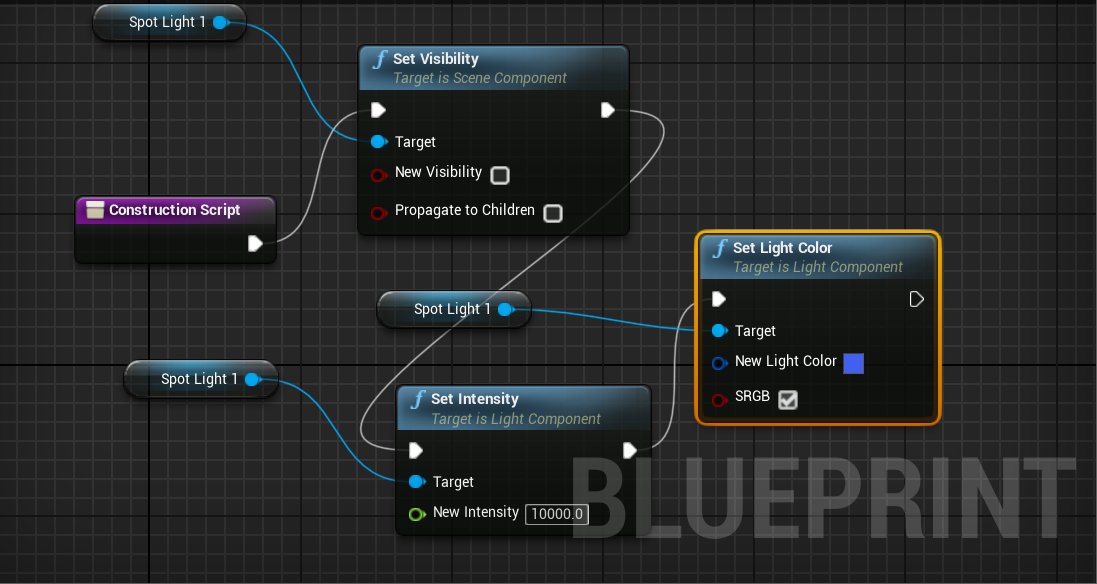 Spot Light 1
Set Visibility
Target is Scene Component
Target
New Visibility
Propagate to Children
Construction Script
Set Light Color
Target is Light Component
Target
New Light Color
SRGB
Spot Light 1
Spot Light 1
Set Intensity
Target is Light Component
Target
New Intensity 10000.0
BLUEPRINT